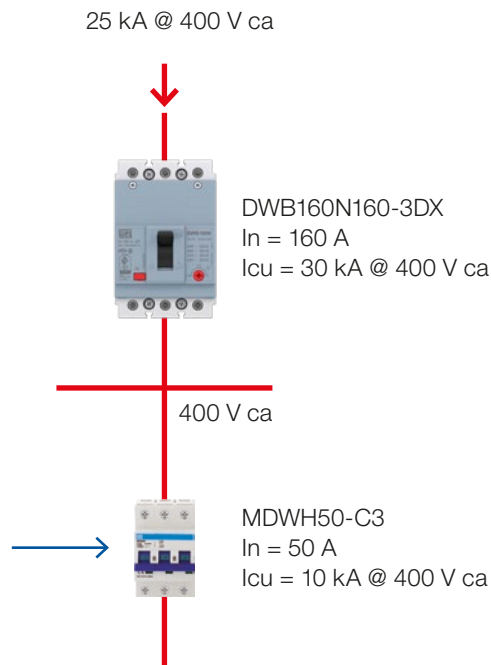 25 kA @ 400 V ca
DWB160N160-3DX
In = 160 A
Icu = 30 kA @ 400 V ca
400 V ca
MDWH50-C3
In = 50 A
Icu = 10 kA @ 400 V ca